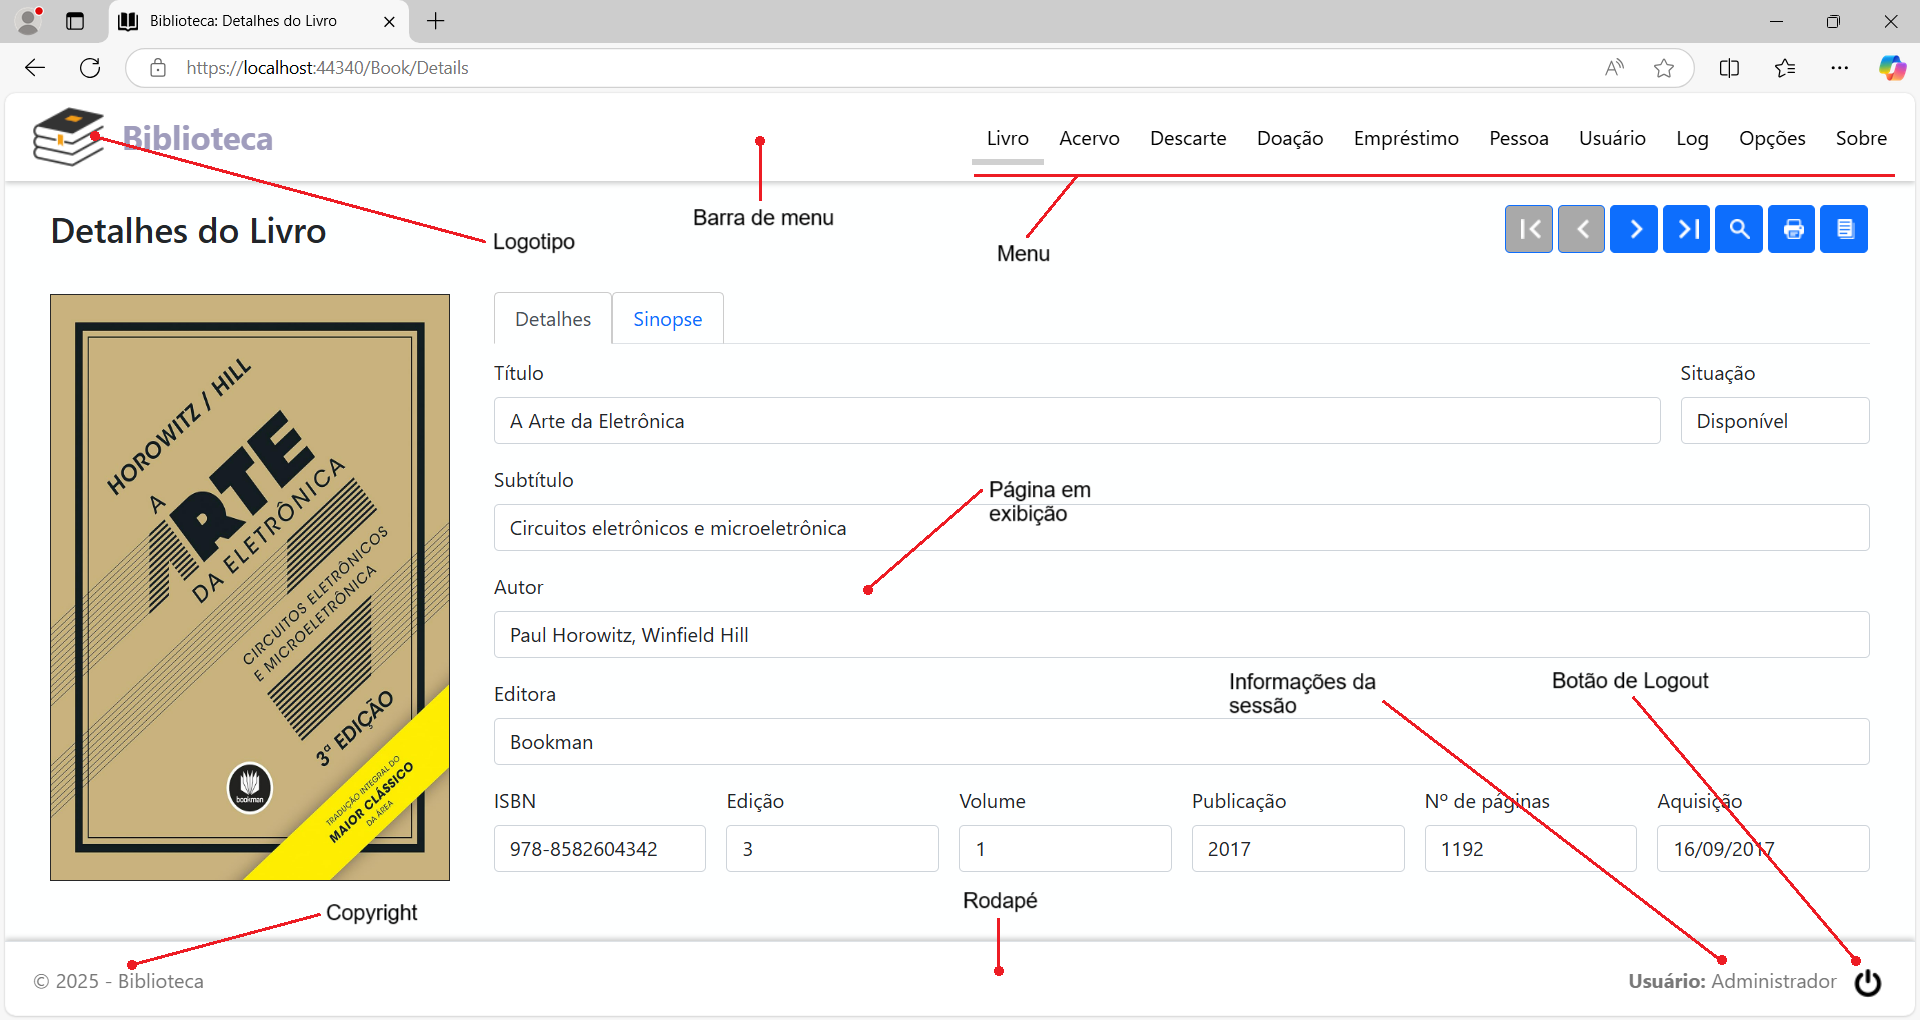 Biblioteca: Detalhes do Livro
https://localhost:44340/Book/Details
Biblioteca
Livro Acervo Descarte Doação Empréstimo Pessoa Usuário Log Opções Sobre
Barra de menu
Detalhes do Livro
Logotipo
Menu
HOROWITZ / HILL
A
ARTE
DA ELETRÔNICA
CIRCUITOS ELETRÔNICOS
E MICROELETRÔNICA
3ª EDIÇÃO
bookman
TRADUÇÃO INTEGRAL DO
MAIOR CLÁSSICO
DA ÁREA
Detalhes Sinopse
Título Situação
A Arte da Eletrônica Disponível
Subtítulo
Página em
exibição
Circuitos eletrônicos e microeletrônica
Autor
Paul Horowitz, Winfield Hill
Informações da
sessão
Botão de Logout
Editora
Bookman
ISBN Edição Volume Publicação Nº de páginas Aquisição
978-8582604342 3 1 2017 1192 16/09/2017
Copyright
Rodapé
© 2025 - Biblioteca
Usuário: Administrador